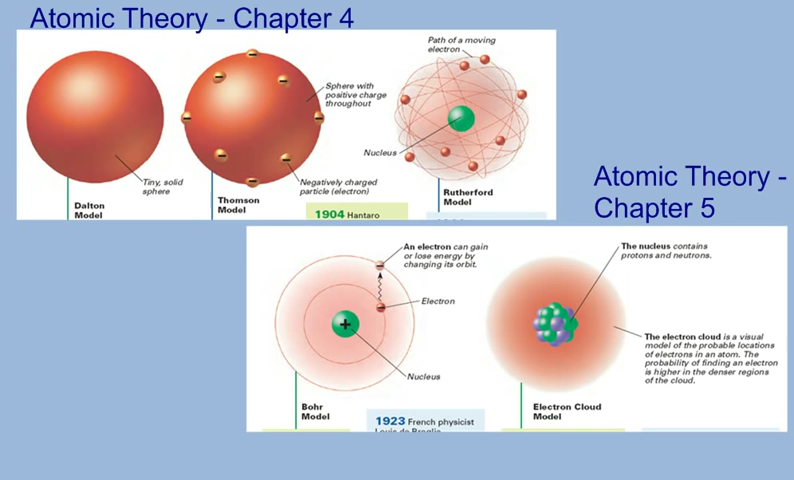 Atomic Theory - Chapter 4
Path of a moving
electron
Sphere with
positive charge
throughout
Nucleus
Tiny, solid
sphere
Negatively charged
particle (electron)
Dalton
Model
Thomson
Model
1904 Hantaro
Rutherford
Model
Atomic Theory -
Chapter 5
An electron can gain
or lose energy by
changing its orbit.
Electron
+
Nucleus
The nucleus contains
protons and neutrons.
The electron cloud is a visual
model of the probable locations
of electrons in an atom. The
probability of finding an electron
is higher in the denser regions
of the cloud.
Bohr
Model
1923 French physicist
Louis de Broglie
Electron Cloud
Model